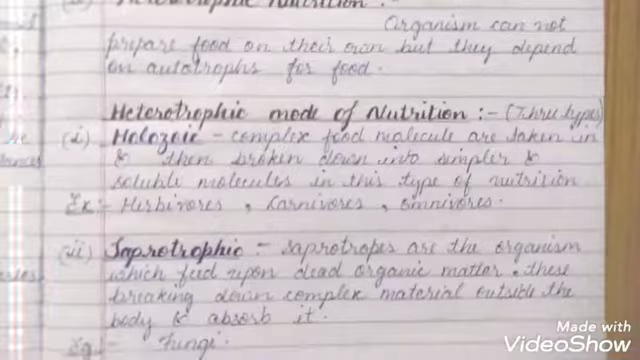 Heterotrophic Nutrition :-
Organism can not
prepare food on their own but they depend
on autotrophs for food.
Heterotrophic mode of Nutrition :- (Three types)
(i) Holozoic - complex food molecule are taken in
& then broken down into simpler &
soluble molecules in this type of nutrition
Ex:- Herbivores, Carnivores, omnivores.
(ii) Saprotrophic :- saprotropes are the organism
which feed upon dead organic matter. these
breaking down complex material outside the
body & absorb it.
Eg:- Fungi.
Made with
VideoShow